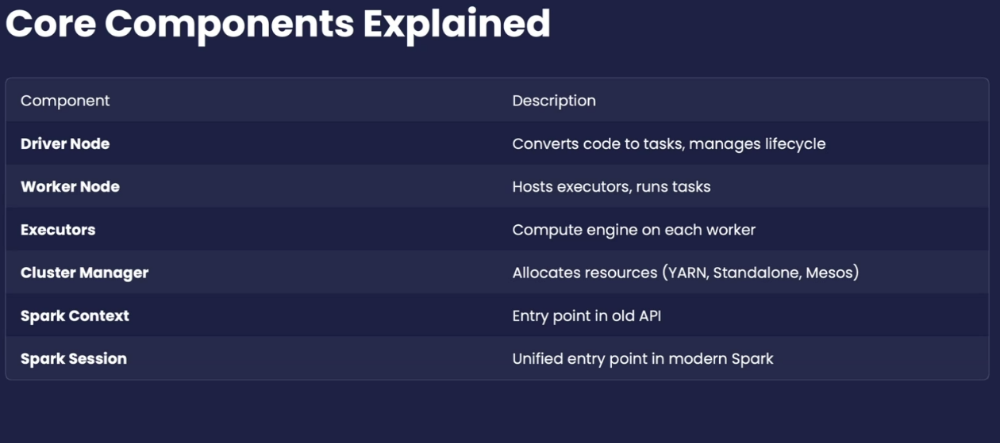 Core Components Explained
Component Description
Driver Node Converts code to tasks, manages lifecycle
Worker Node Hosts executors, runs tasks
Executors Compute engine on each worker
Cluster Manager Allocates resources (YARN, Standalone, Mesos)
Spark Context Entry point in old API
Spark Session Unified entry point in modern Spark